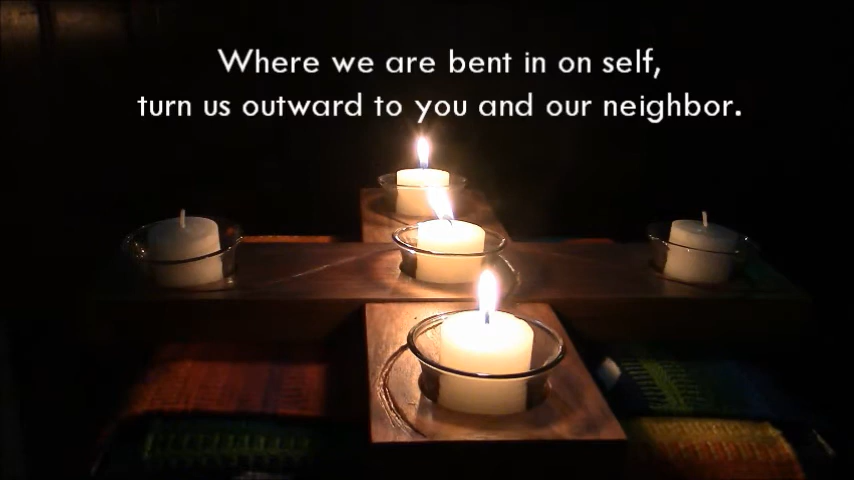 Where we are bent in on self,
turn us outward to you and our neighbor.